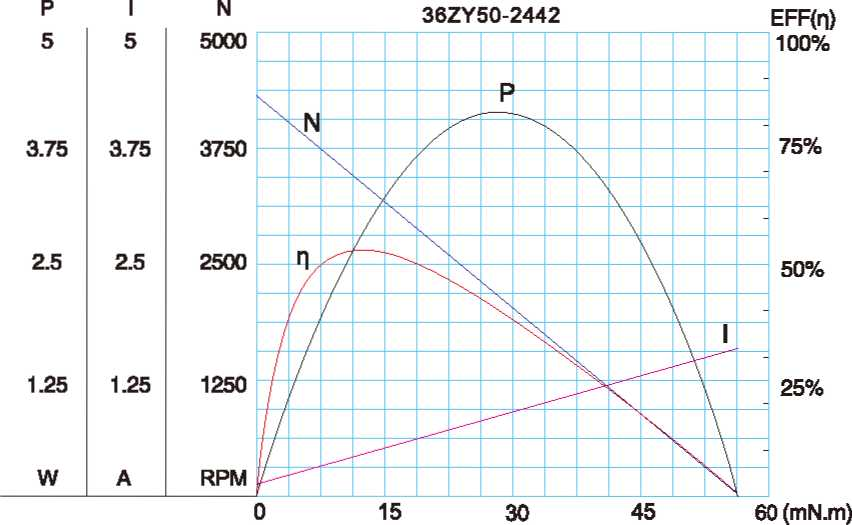 P I N 36ZY50-2442 EFF(η)
5 5 5000 100%
P
N
3.75 3.75 3750 75%
η
2.5 2.5 2500 50%
I
1.25 1.25 1250 25%
W A RPM
0 15 30 45 60 (mN.m)